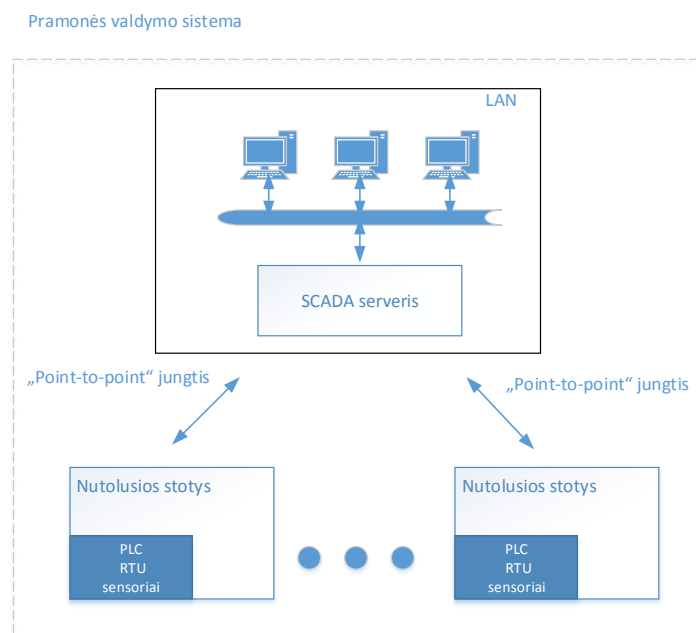 Pramonės valdymo sistema
LAN
SCADA serveris
„Point-to-point“ jungtis
„Point-to-point“ jungtis
Nutolusios stotys
PLC
RTU
sensoriai
Nutolusios stotys
PLC
RTU
sensoriai